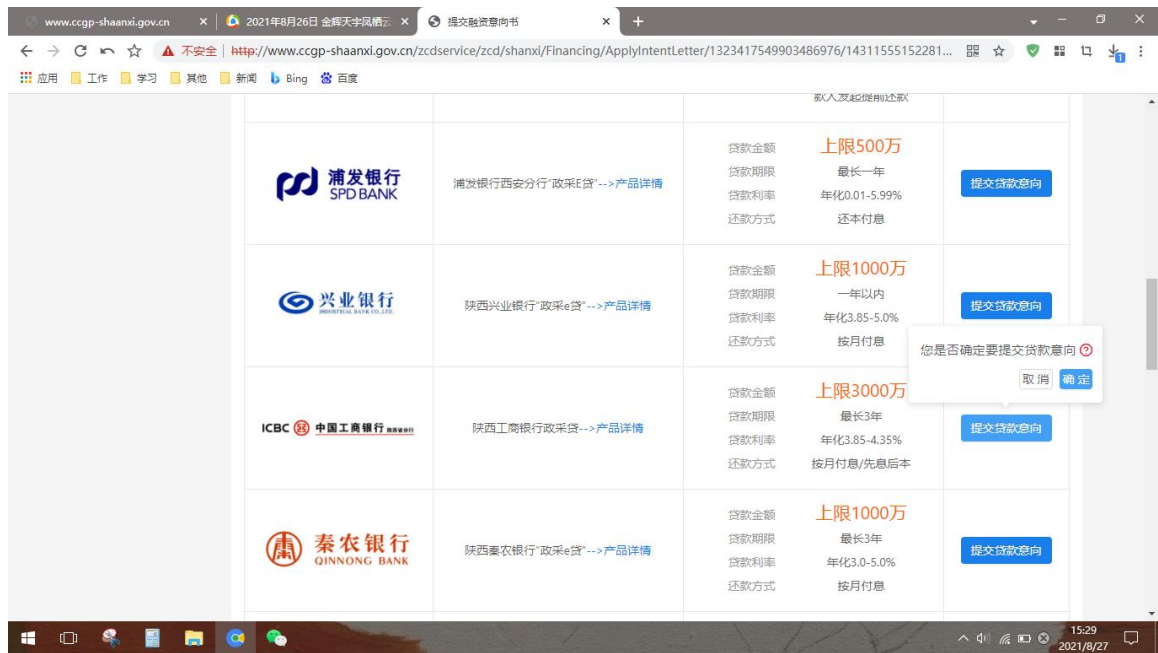 www.ccgp-shaanxi.gov.cn
2021年8月26日 金辉天宇凤栖云
提交融资意向书
不安全 http://www.ccgp-shaanxi.gov.cn/zcdservice/zcd/shanxi/Financing/ApplyIntentLetter/1323417549903486976/14311555152281...
应用 工作 学习 其他 新闻 Bing 百度
款人发起提前还款
浦发银行
SPD BANK
浦发银行西安分行"政采E贷"-->产品详情
贷款金额 上限500万
贷款期限 最长一年
贷款利率 年化0.01-5.99%
还款方式 还本付息
提交贷款意向
兴业银行
INDUSTRIAL BANK CO.,LTD.
陕西兴业银行"政采e贷"-->产品详情
贷款金额 上限1000万
贷款期限 一年以内
贷款利率 年化3.85-5.0%
还款方式 按月付息
提交贷款意向
您是否确定要提交贷款意向
取消 确定
ICBC 中国工商银行
陕西工商银行政采贷-->产品详情
贷款金额 上限3000万
贷款期限 最长3年
贷款利率 年化3.85-4.35%
还款方式 按月付息/先息后本
提交贷款意向
秦农银行
QINNONG BANK
陕西秦农银行"政采e贷"-->产品详情
贷款金额 上限1000万
贷款期限 最长3年
贷款利率 年化3.0-5.0%
还款方式 按月付息
提交贷款意向
1
15:29
2021/8/27